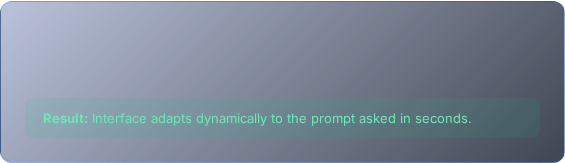 Result: Interface adapts dynamically to the prompt asked in seconds.